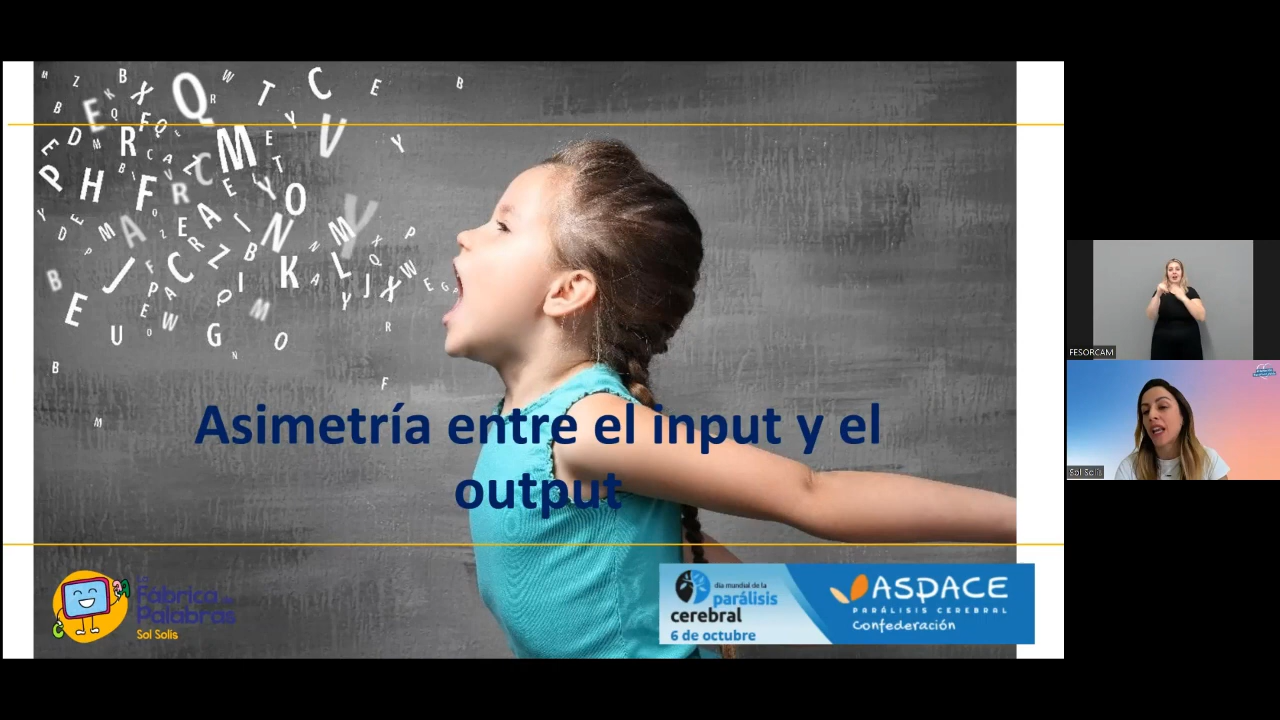 Asimetría entre el input y el
output
La
Fábrica de
Palabras
Sol Solís
día mundial de la
parálisis
cerebral
6 de octubre
ASPACE
PARÁLISIS CEREBRAL
Confederación
FESORCAM
Sol Solís